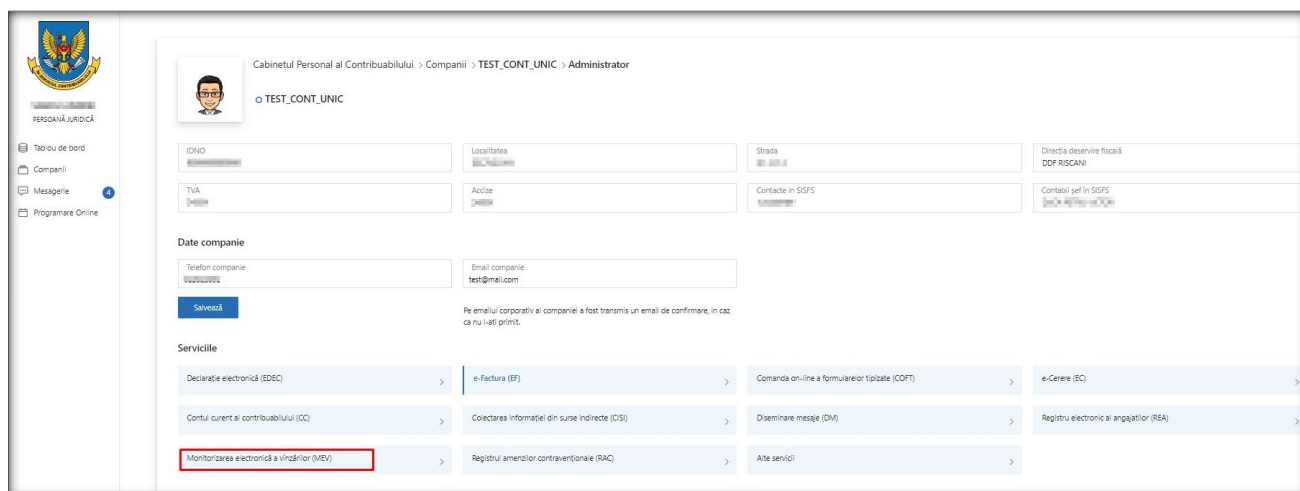 PERSOANĂ JURIDICĂ
Tablou de bord
Companii
Mesagerie 4
Programare Online
Cabinetul Personal al Contribuabilului > Companii > TEST_CONT_UNIC > Administrator
TEST_CONT_UNIC
IDNO
Localitatea
Strada
Direcția deservire fiscală
DDF RISCANI
TVA
Accize
Contacte in SISFS
Contabil șef în SISFS
Date companie
Telefon companie
Email companie
test@mail.com
Salvează
Pe emailul corporativ al companiei a fost transmis un email de confirmare, in caz
ca nu l-ati primit.
Serviciile
Declarație electronică (EDEC)
e-Factura (EF)
Comanda on-line a formularelor tipizate (COFT)
e-Cerere (EC)
Contul curent al contribuabilului (CC)
Colectarea informației din surse indirecte (CISI)
Diseminare mesaje (DM)
Registru electronic al angajatilor (REA)
Monitorizarea electronică a vînzărilor (MEV)
Registrul amenzilor contravenționale (RAC)
Alte servicii